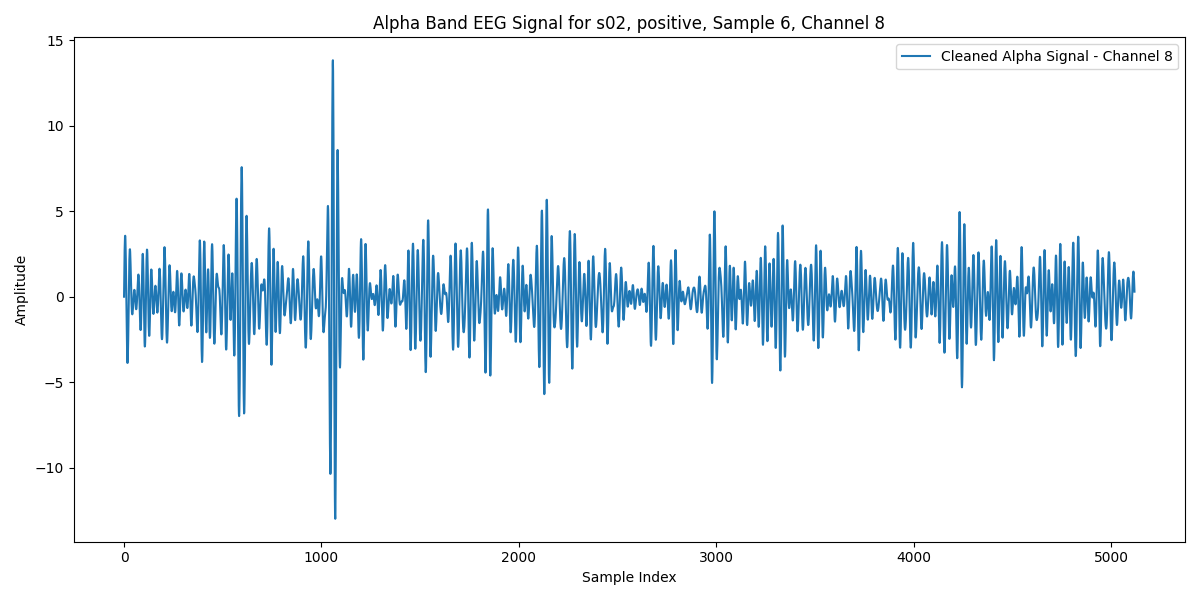 Alpha Band EEG Signal for s02, positive, Sample 6, Channel 8
Cleaned Alpha Signal - Channel 8
Amplitude
15
10
5
0
−5
−10
0 1000 2000 3000 4000 5000
Sample Index